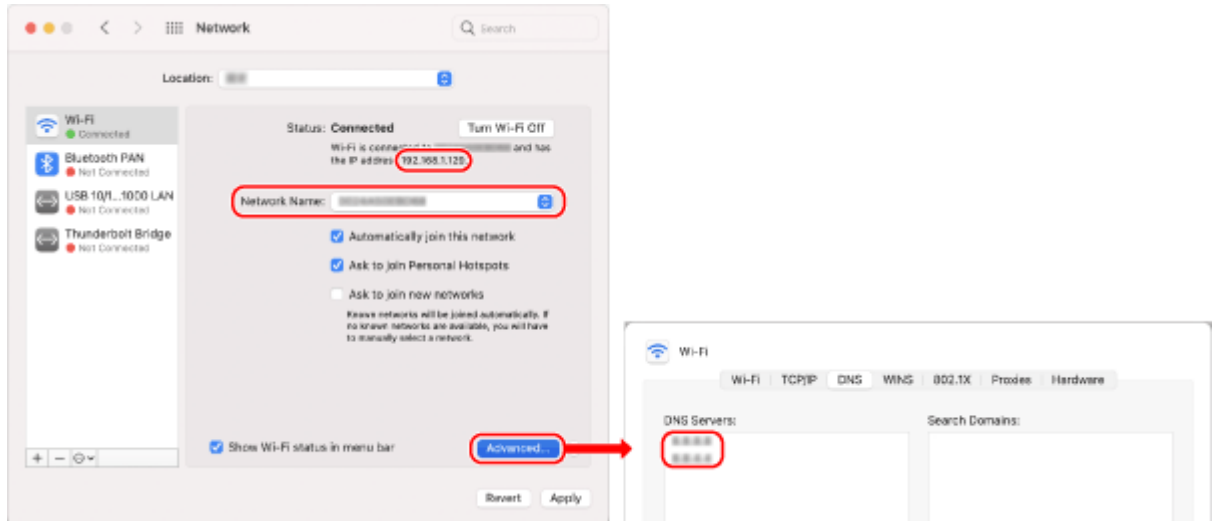 Network
Search
Location:
Wi-Fi
Connected
Bluetooth PAN
Not Connected
USB 10/1...1000 LAN
Not Connected
Thunderbolt Bridge
Not Connected
Status: Connected
Turn Wi-Fi Off
Wi-Fi is connected to and has
the IP address 192.168.1.129.
Network Name:
Automatically join this network
Ask to join Personal Hotspots
Ask to join new networks
Known networks will be joined automatically. If
no known networks are available, you will have
to manually select a network.
Show Wi-Fi status in menu bar
Advanced...
Revert
Apply
Wi-Fi
Wi-Fi TCP/IP DNS WINS 802.1X Proxies Hardware
DNS Servers:
Search Domains: